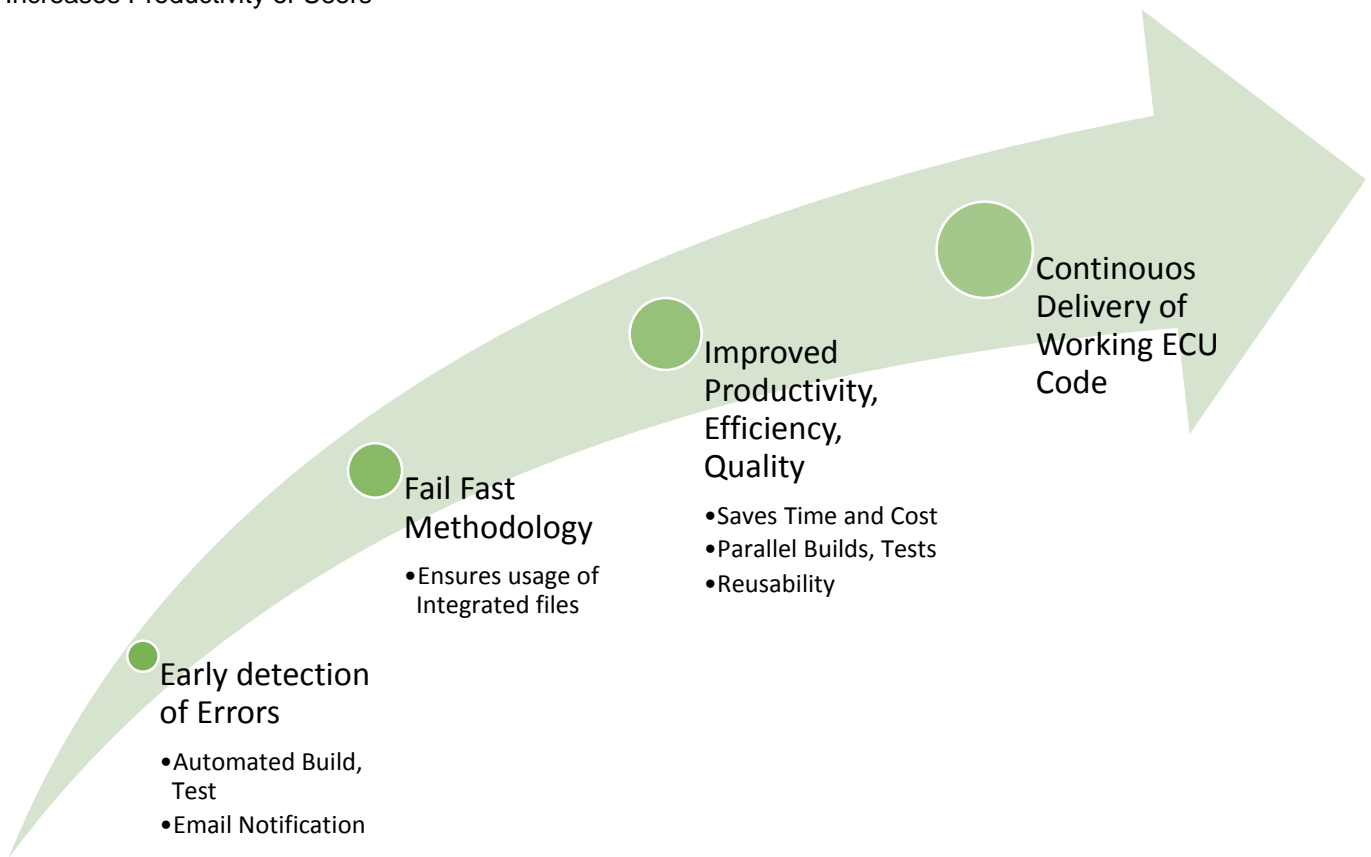 Increases Productivity of Users
Continouos
Delivery of
Working ECU
Code
Improved
Productivity,
Efficiency,
Quality
•Saves Time and Cost
•Parallel Builds, Tests
•Reusability
Fail Fast
Methodology
•Ensures usage of
Integrated files
Early detection
of Errors
•Automated Build,
Test
•Email Notification